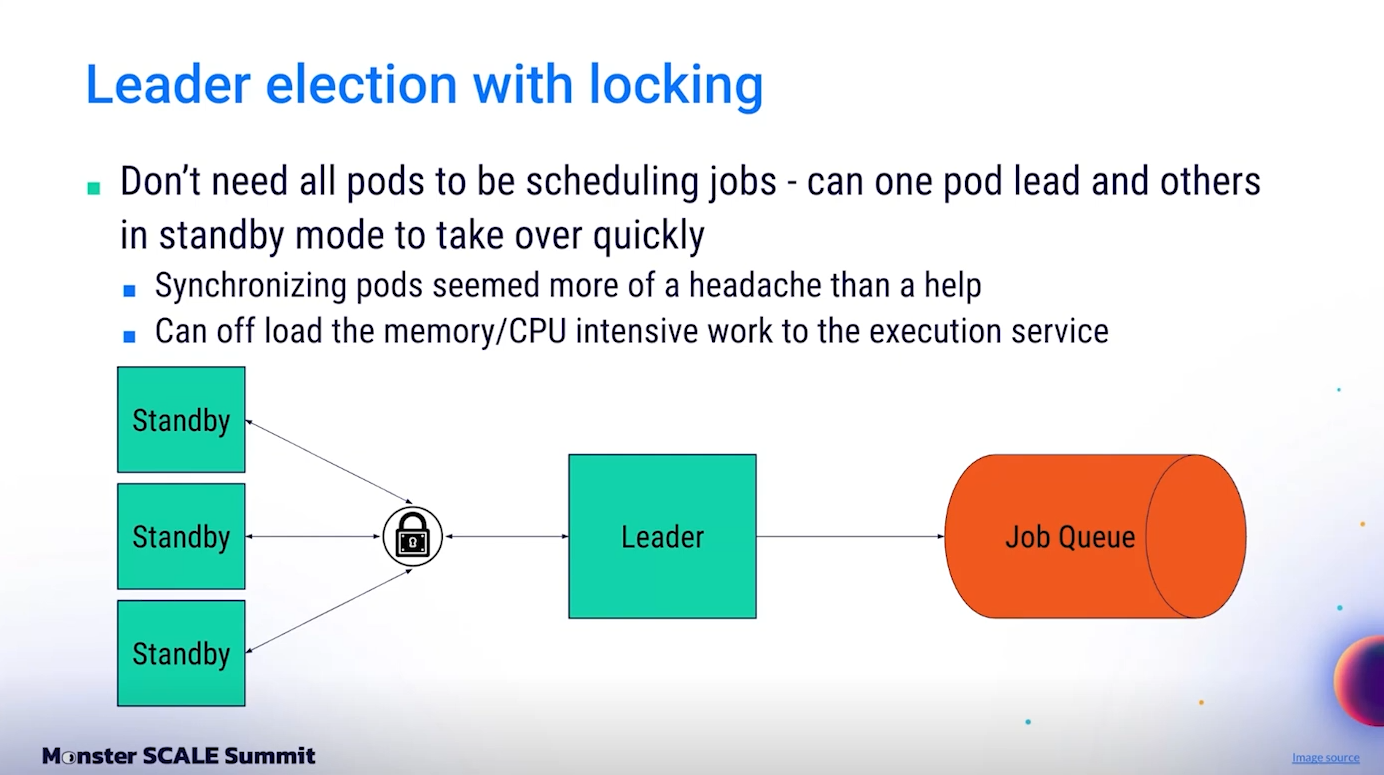 Leader election with locking
Don’t need all pods to be scheduling jobs - can one pod lead and others
in standby mode to take over quickly
Synchronizing pods seemed more of a headache than a help
Can off load the memory/CPU intensive work to the execution service
Standby
Standby
Leader
Job Queue
Standby
Monster SCALE Summit
Image source